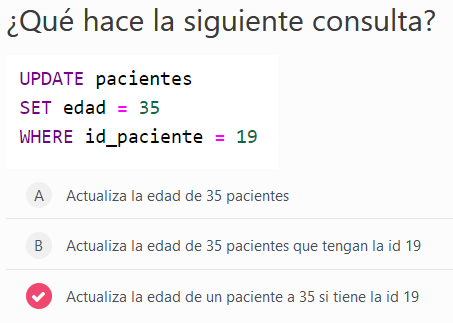 ¿Qué hace la siguiente consulta?
UPDATE pacientes
SET edad = 35
WHERE id_paciente = 19
A Actualiza la edad de 35 pacientes
B Actualiza la edad de 35 pacientes que tengan la id 19
Actualiza la edad de un paciente a 35 si tiene la id 19